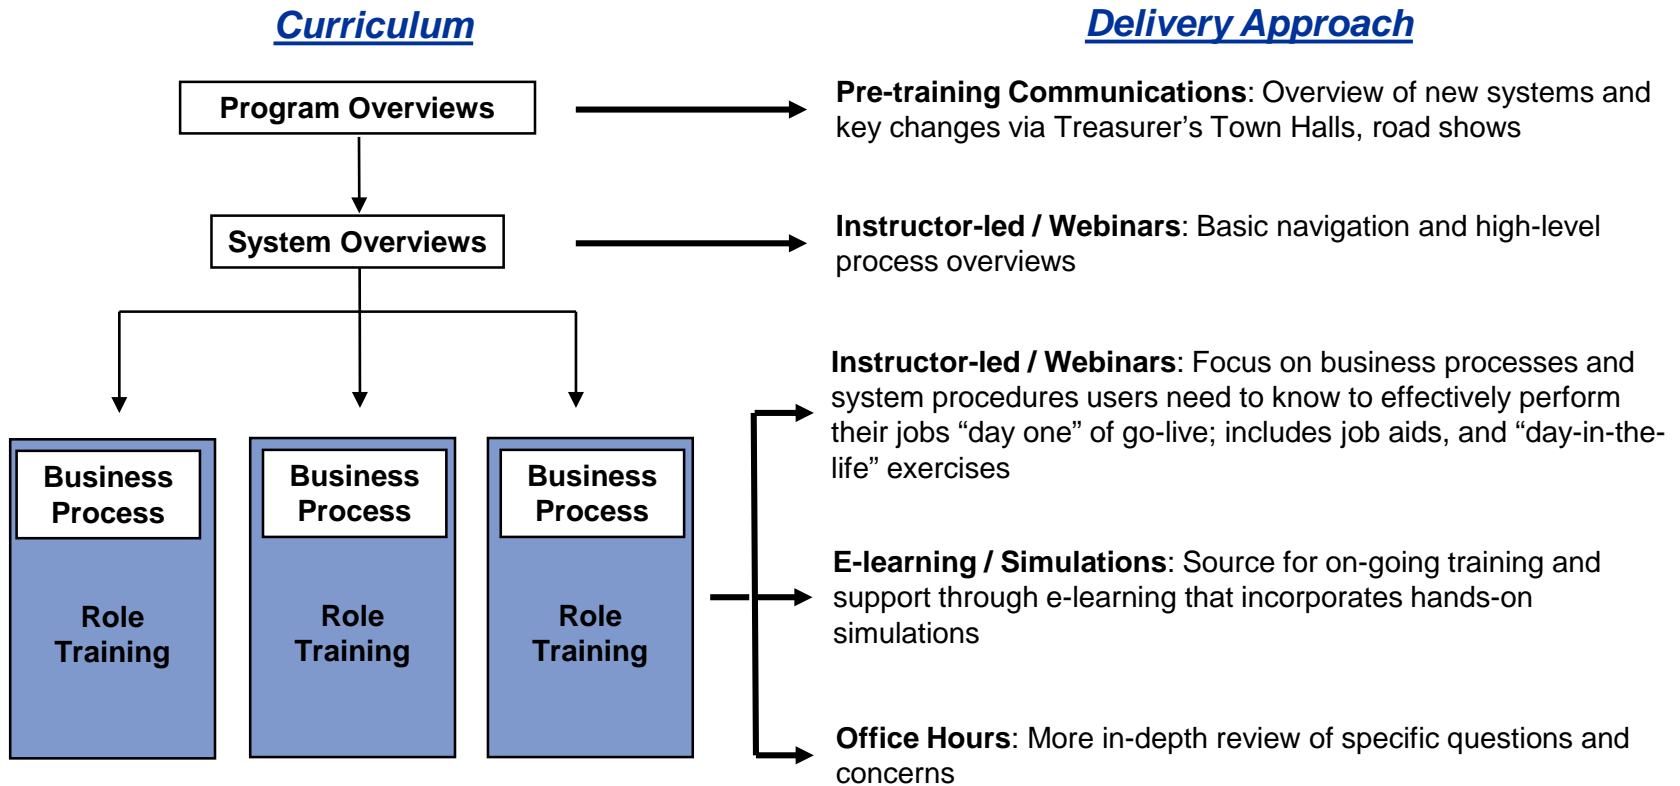 Curriculum
Delivery Approach
Program Overviews
Pre-training Communications: Overview of new systems and
key changes via Treasurer’s Town Halls, road shows
System Overviews
Instructor-led / Webinars: Basic navigation and high-level
process overviews
Instructor-led / Webinars: Focus on business processes and
system procedures users need to know to effectively perform
their jobs “day one” of go-live; includes job aids, and “day-in-the-
life” exercises
Business
Process
Role
Training
Business
Process
Role
Training
Business
Process
Role
Training
E-learning / Simulations: Source for on-going training and
support through e-learning that incorporates hands-on
simulations
Office Hours: More in-depth review of specific questions and
concerns